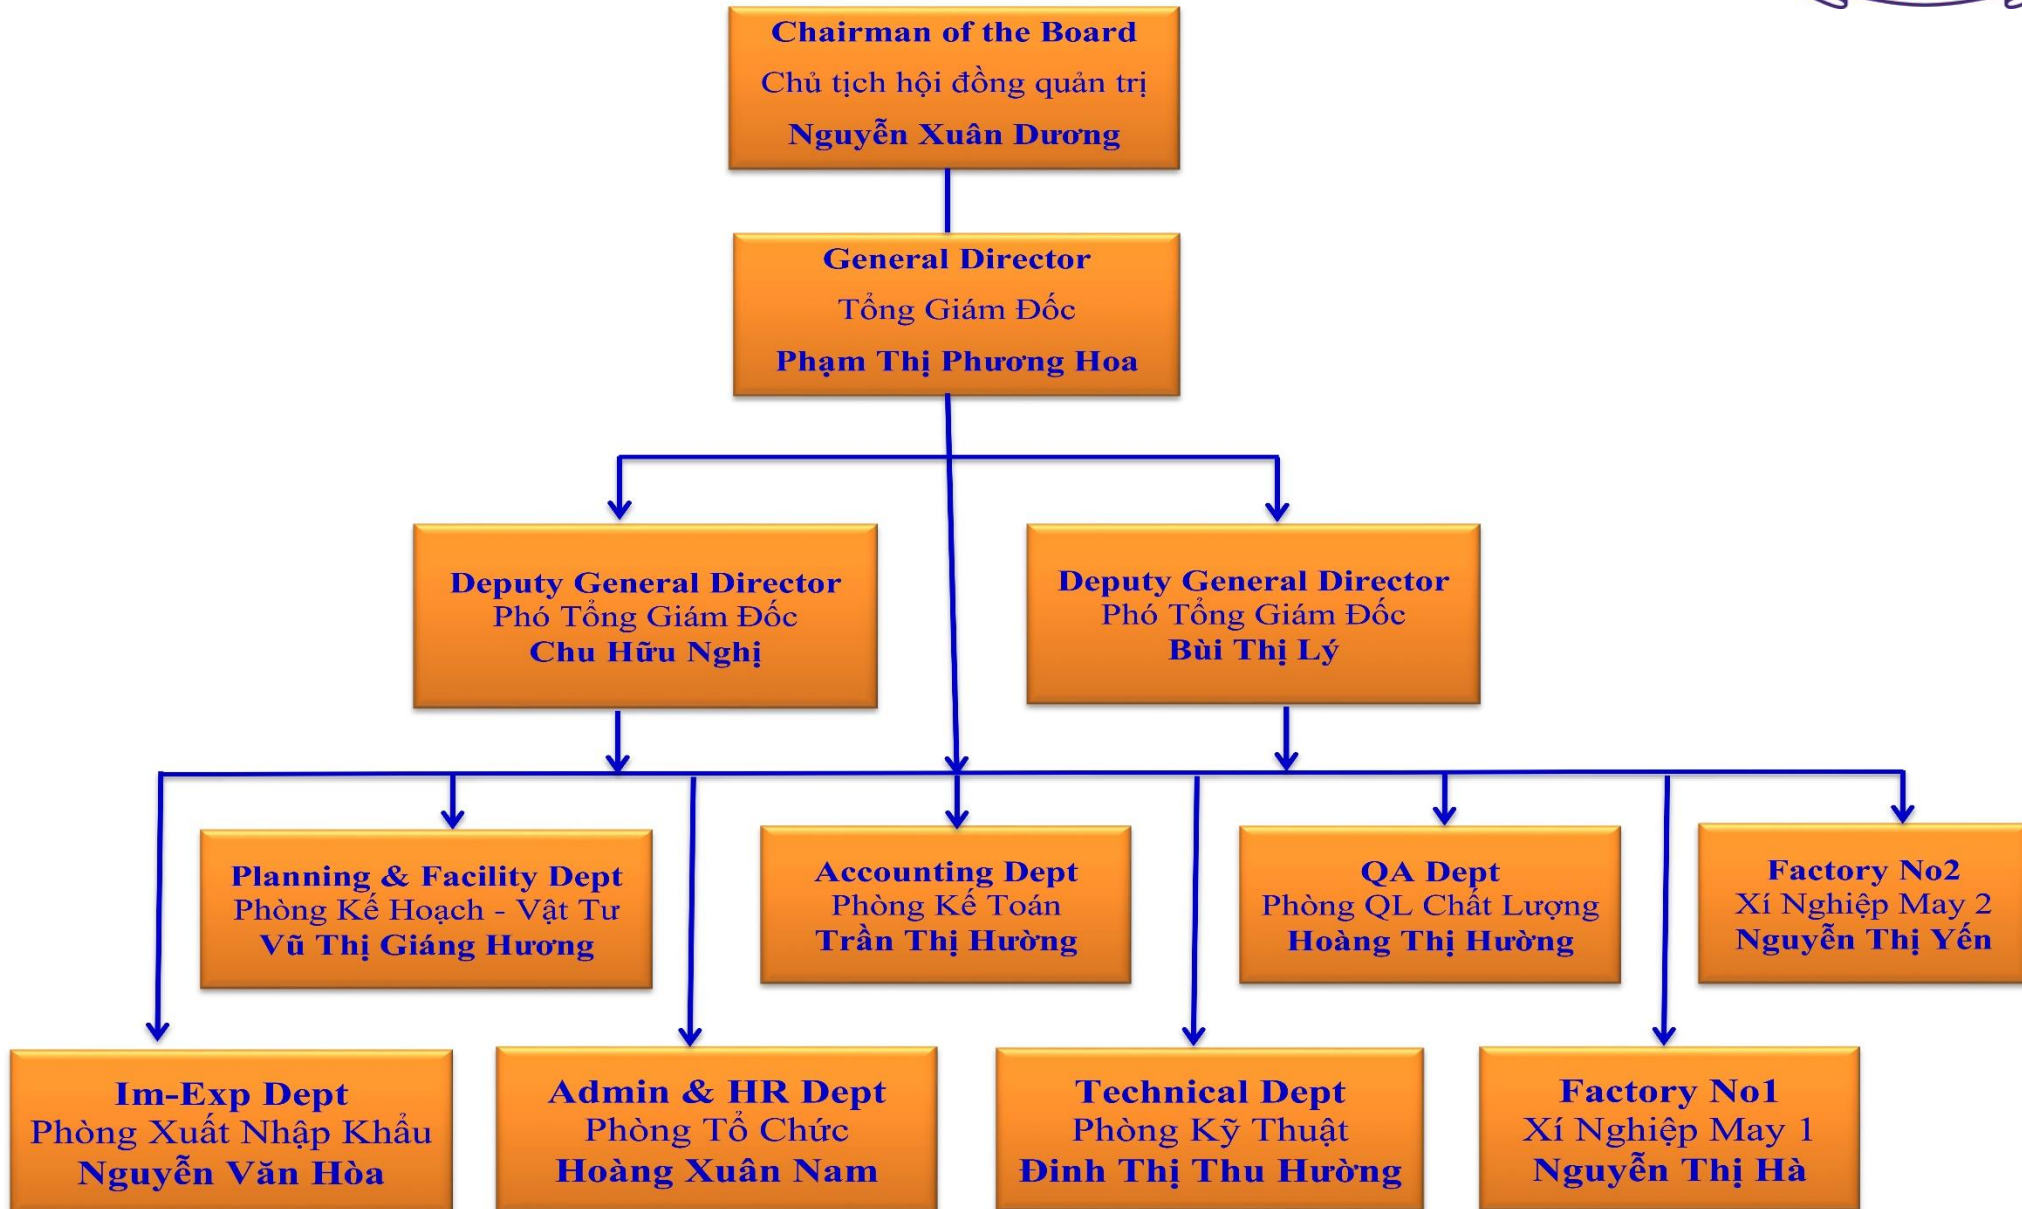 Chairman of the Board
Chủ tịch hội đồng quản trị
Nguyễn Xuân Dương
General Director
Tổng Giám Đốc
Phạm Thị Phương Hoa
Deputy General Director
Phó Tổng Giám Đốc
Chu Hữu Nghị
Deputy General Director
Phó Tổng Giám Đốc
Bùi Thị Lý
Planning & Facility Dept
Phòng Kế Hoạch - Vật Tư
Vũ Thị Giáng Hương
Accounting Dept
Phòng Kế Toán
Trần Thị Hường
QA Dept
Phòng QL Chất Lượng
Hoàng Thị Hường
Factory No2
Xí Nghiệp May 2
Nguyễn Thị Yến
Im-Exp Dept
Phòng Xuất Nhập Khẩu
Nguyễn Văn Hòa
Admin & HR Dept
Phòng Tổ Chức
Hoàng Xuân Nam
Technical Dept
Phòng Kỹ Thuật
Đinh Thị Thu Hường
Factory No1
Xí Nghiệp May 1
Nguyễn Thị Hà